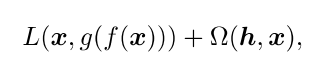 L(x, g(f(x))) + Ω(h, x),